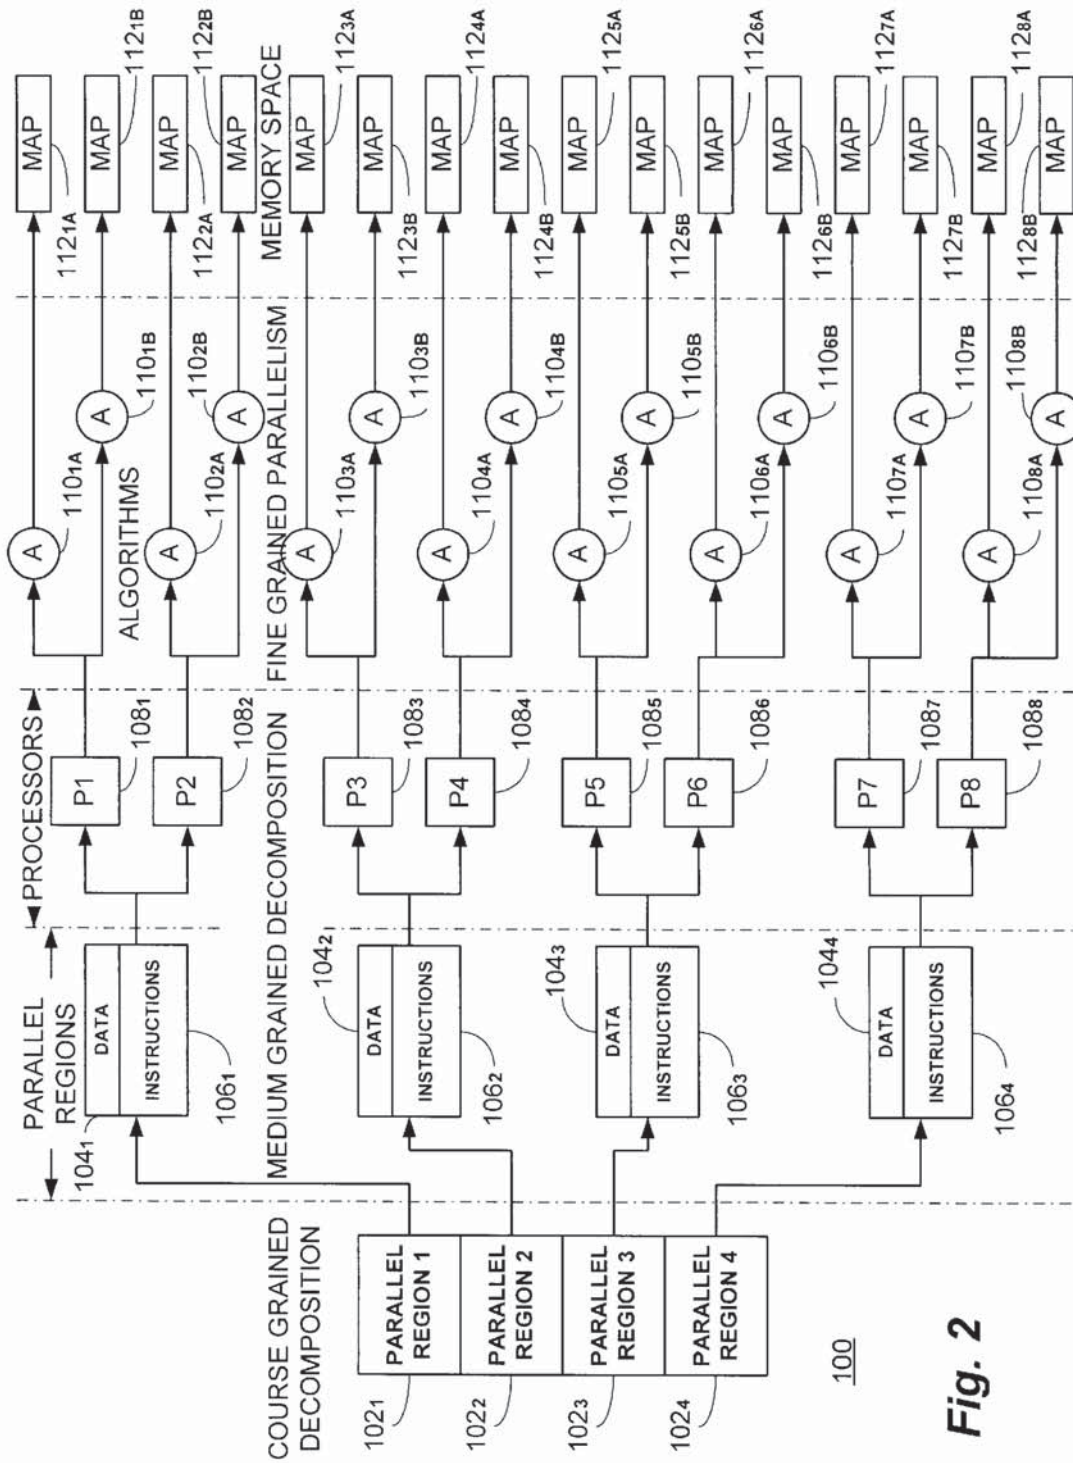 COURSE GRAINED
DECOMPOSITION
PARALLEL
REGION 1
PARALLEL
REGION 2
PARALLEL
REGION 3
PARALLEL
REGION 4
1021
1022
1023
1024
100
Fig. 2
PARALLEL
REGIONS
MEDIUM GRAINED DECOMPOSITION
1041
DATA
INSTRUCTIONS
1061
1042
DATA
INSTRUCTIONS
1062
1043
DATA
INSTRUCTIONS
1063
1044
DATA
INSTRUCTIONS
1064
PROCESSORS
P1
1081
P2
1082
P3
1083
P4
1084
P5
1085
P6
1086
P7
1087
P8
1088
ALGORITHMS
FINE GRAINED PARALLELISM
A
1101A
A
1101B
A
1102A
A
1102B
A
1103A
A
1103B
A
1104A
A
1104B
A
1105A
A
1105B
A
1106A
A
1106B
A
1107A
A
1107B
A
1108A
A
1108B
MEMORY SPACE
MAP
1121A
MAP
1121B
MAP
1122A
MAP
1122B
MAP
1123A
MAP
1123B
MAP
1124A
MAP
1124B
MAP
1125A
MAP
1125B
MAP
1126A
MAP
1126B
MAP
1127A
MAP
1127B
MAP
1128A
MAP
1128B